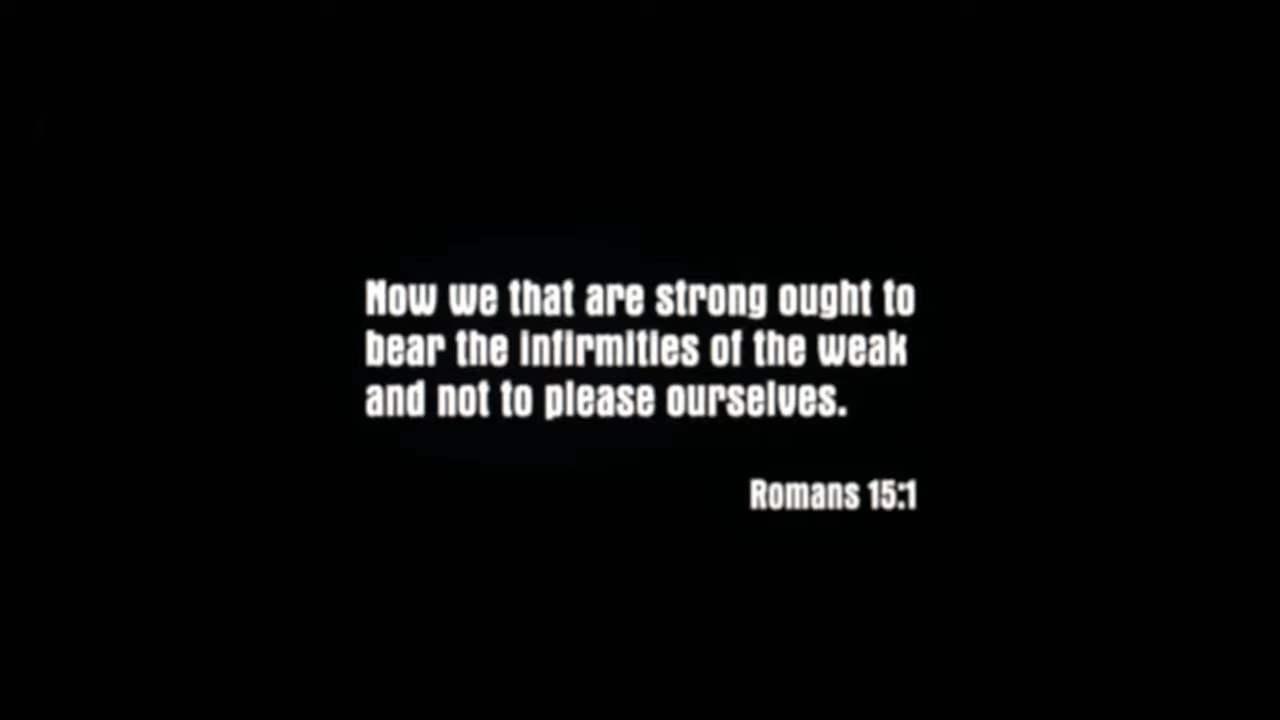 Now we that are strong ought to
bear the infirmities of the weak
and not to please ourselves.
Romans 15:1